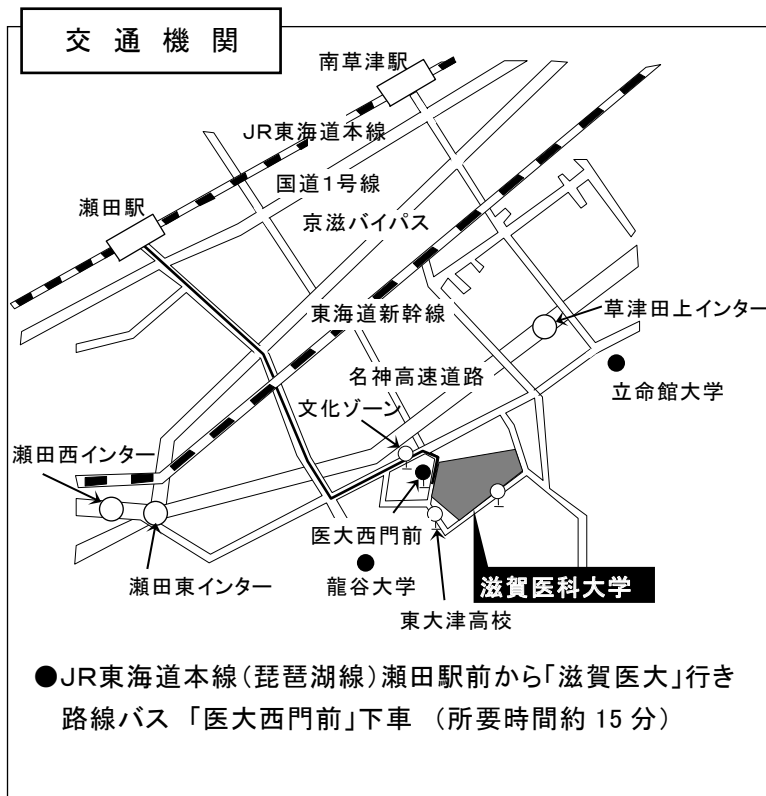 交 通 機 関
南草津駅
JR東海道本線
国道1号線
瀬田駅
京滋バイパス
東海道新幹線
草津田上インター
名神高速道路
立命館大学
文化ゾーン
瀬田西インター
医大西門前
瀬田東インター
龍谷大学
滋賀医科大学
東大津高校
●JR東海道本線(琵琶湖線)瀬田駅前から「滋賀医大」行き
路線バス 「医大西門前」下車 (所要時間約 15 分)